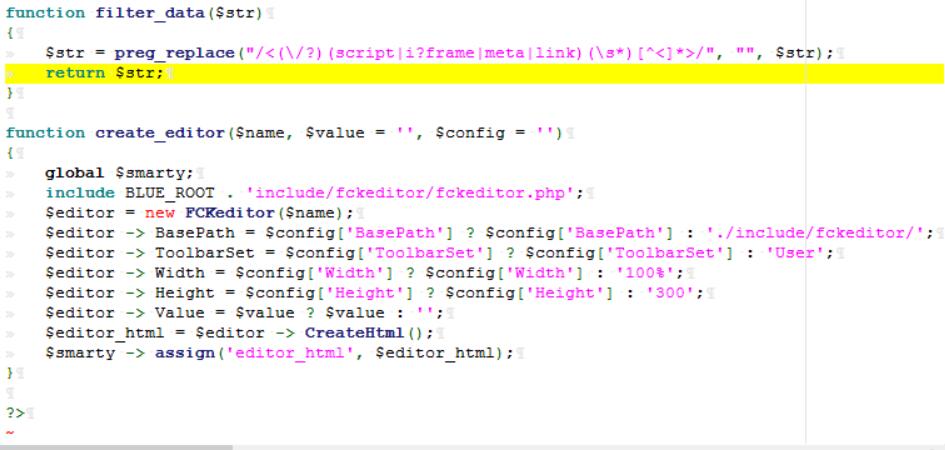 function filter_data($str)
{
$str = preg_replace("/<(\/?)(script|i?frame|meta|link)(\s*)[^<]*>/", "", $str);
return $str;
}
function create_editor($name, $value = '', $config = '')
{
global $smarty;
include BLUE_ROOT . 'include/fckeditor/fckeditor.php';
$editor = new FCKeditor($name);
$editor -> BasePath = $config['BasePath'] ? $config['BasePath'] : './include/fckeditor/';
$editor -> ToolbarSet = $config['ToolbarSet'] ? $config['ToolbarSet'] : 'User';
$editor -> Width = $config['Width'] ? $config['Width'] : '100%';
$editor -> Height = $config['Height'] ? $config['Height'] : '300';
$editor -> Value = $value ? $value : '';
$editor_html = $editor -> CreateHtml();
$smarty -> assign('editor_html', $editor_html);
}
?>
~